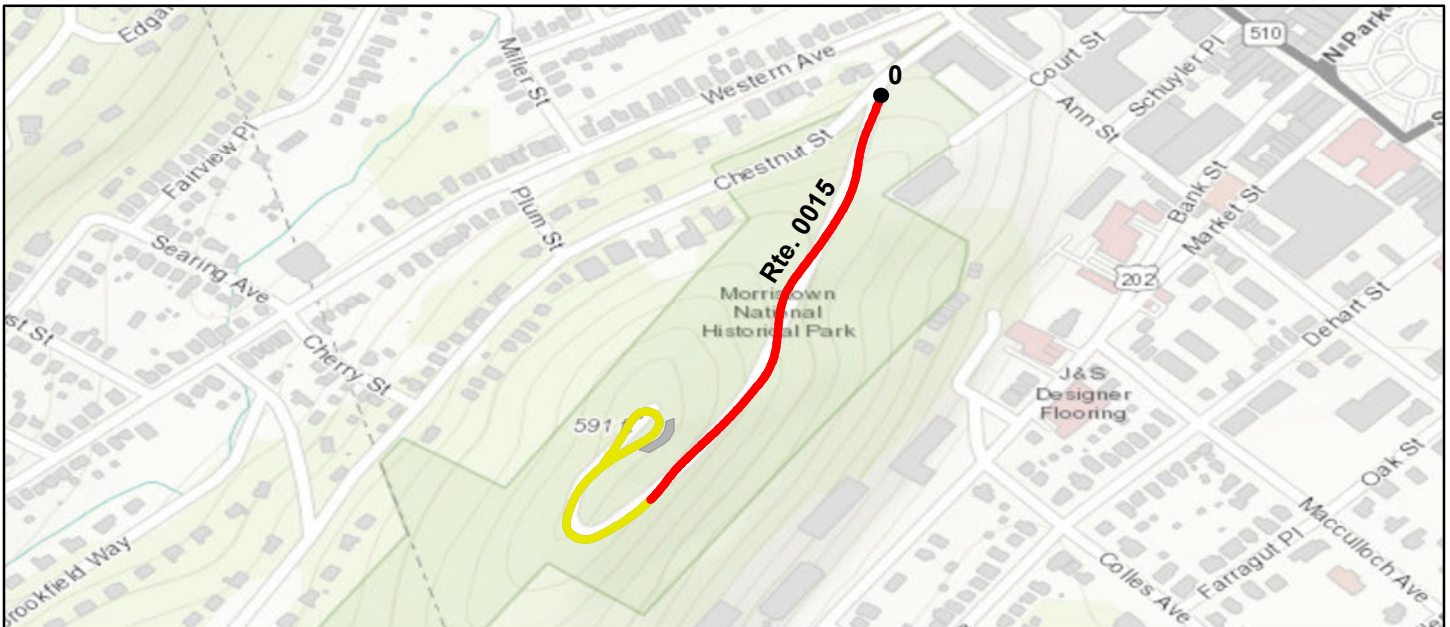 Edga
Miller St
Western Ave
0
Court St
Schuyler Pl
510
N Park
Ann St
Fairview Pl
Chestnut St
Plum St
Rte. 0015
Bank St
Market St
Searing Ave
202
Morristown
National
Historical Park
Dehart St
st St
Cherry St
J&S
Designer
Flooring
591 f
Oak St
Macculloch Ave
rookfield Way
Colles Ave
Farragut Pl